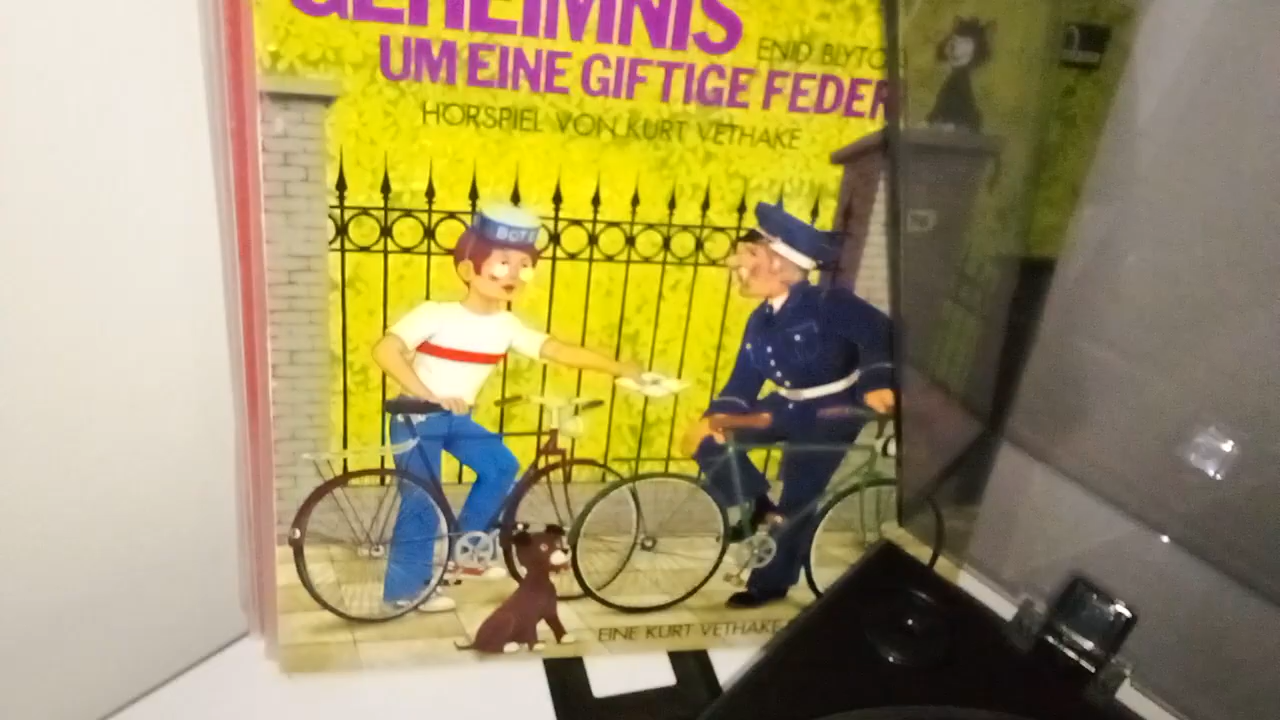 GEHEIMNIS
ENID BLYTON
UM EINE GIFTIGE FEDER
HÖRSPIEL VON KURT VETHAKE
BOTE
EINE KURT VETHAKE